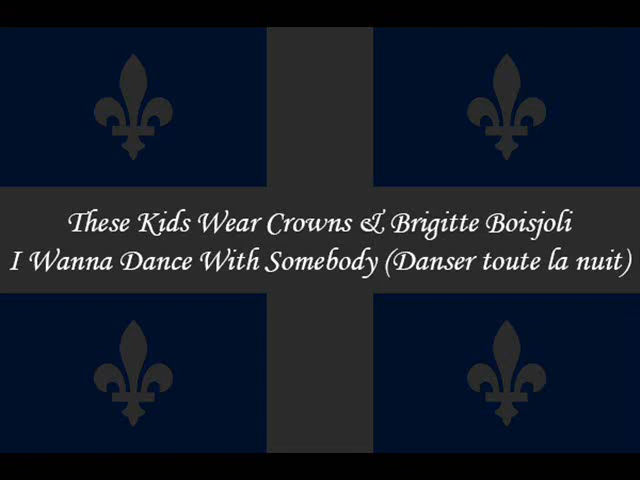 These Kids Wear Crowns & Brigitte Boisjoli
I Wanna Dance With Somebody (Danser toute la nuit)